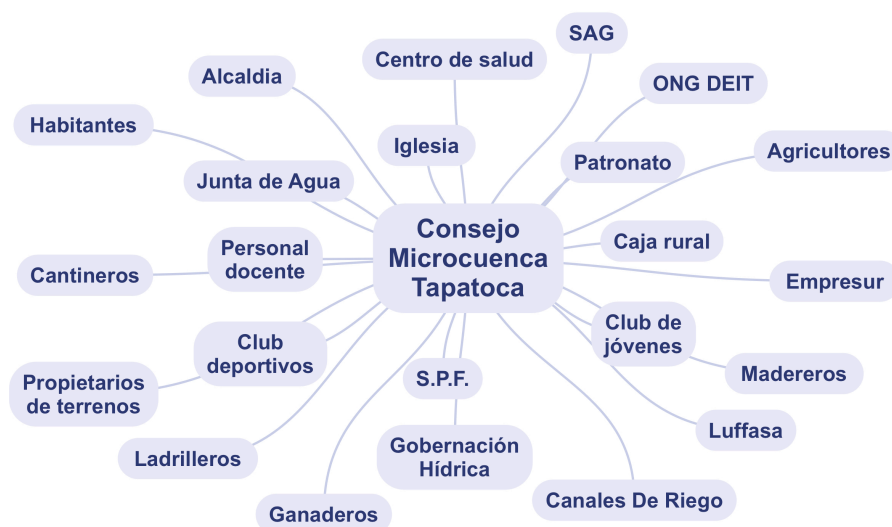 SAG
Centro de salud
Alcaldia
ONG DEIT
Habitantes
Iglesia
Agricultores
Patronato
Junta de Agua
Consejo
Microcuenca
Tapatoca
Personal
docente
Caja rural
Cantineros
Empresur
Club
deportivos
Club de
jóvenes
Propietarios
de terrenos
S.P.F.
Madereros
Luffasa
Ladrilleros
Gobernación
Hídrica
Canales De Riego
Ganaderos